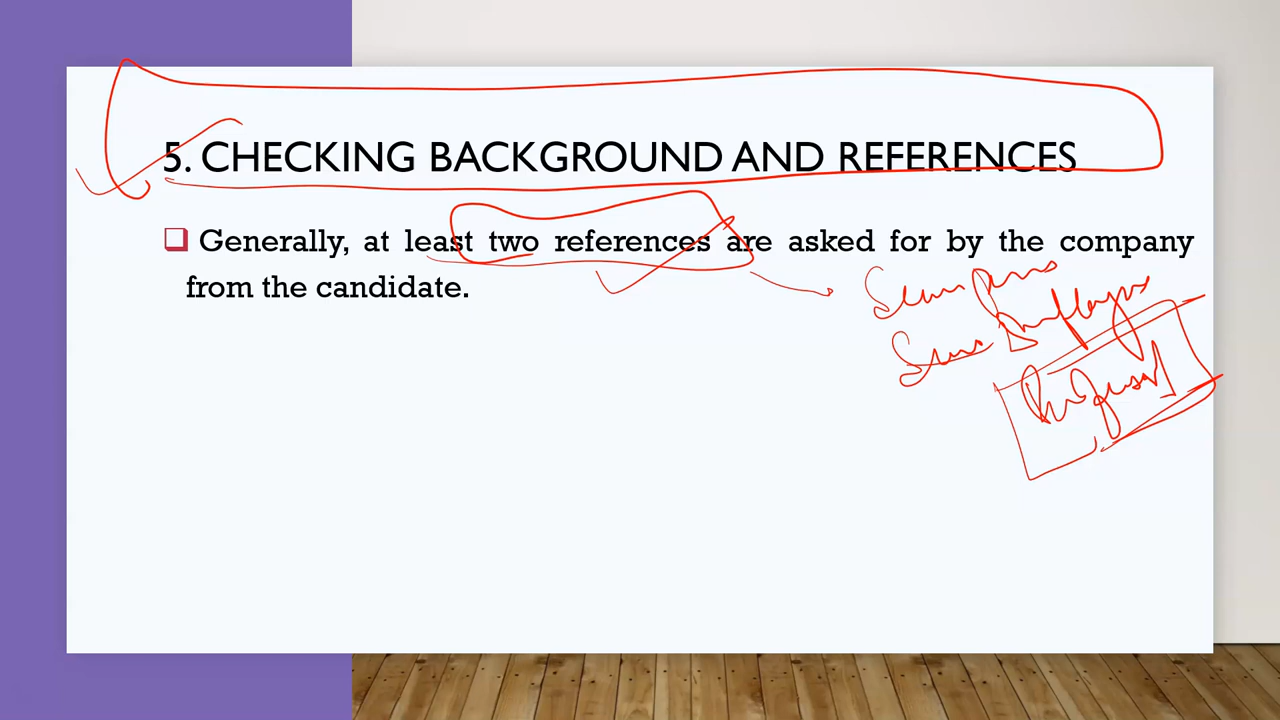 5. CHECKING BACKGROUND AND REFERENCES
Generally, at least two references are asked for by the company
from the candidate.